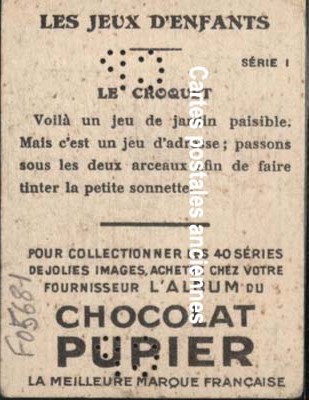 LES JEUX D'ENFANTS
SÉRIE I
LE CROQUET
Voilà un jeu de jardin paisible.
Mais c'est un jeu d'adresse ; passons
sous les deux arceaux afin de faire
tinter la petite sonnette.
POUR COLLECTIONNER LES 40 SÉRIES
DE JOLIES IMAGES, ACHETEZ CHEZ VOTRE
FOURNISSEUR L'ALBUM DU
CHOCOLAT
PUPIER
LA MEILLEURE MARQUE FRANÇAISE
Cartes postales anciennes
F05681